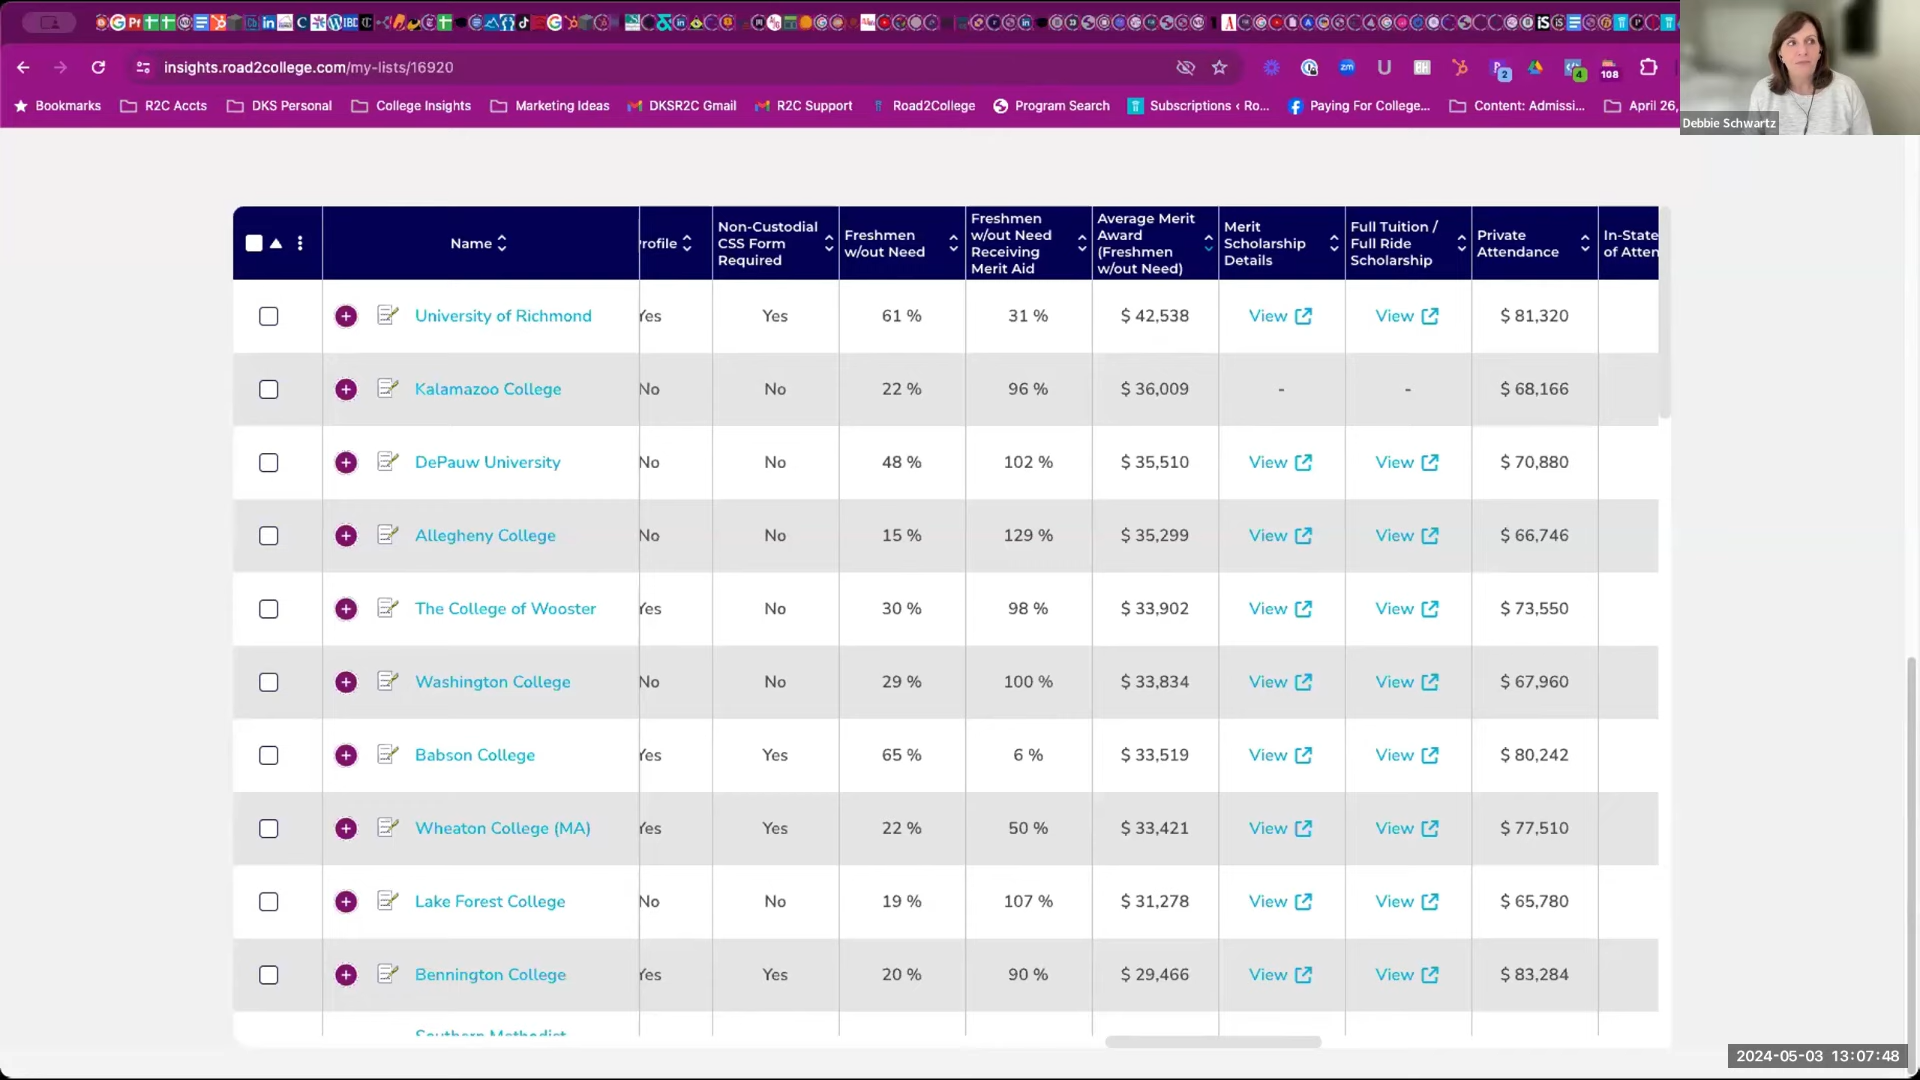 insights.road2college.com/my-lists/16920
2
4
108
Bookmarks R2C Accts DKS Personal College Insights Marketing Ideas DKSR2C Gmail R2C Support Road2College Program Search Subscriptions ‹ Ro... Paying For College... Content: Admissi... April 26,
Debbie Schwartz
Name
Non-Custodial CSS Form Required
Freshmen w/out Need
Freshmen w/out Need Receiving Merit Aid
Average Merit Award (Freshmen w/out Need)
Merit Scholarship Details
Full Tuition / Full Ride Scholarship
Private Attendance
In-State
University of Richmond Yes Yes 61 % 31 % $ 42,538 View View $ 81,320
Kalamazoo College No No 22 % 96 % $ 36,009 - - $ 68,166
DePauw University No No 48 % 102 % $ 35,510 View View $ 70,880
Allegheny College No No 15 % 129 % $ 35,299 View View $ 66,746
The College of Wooster Yes No 30 % 98 % $ 33,902 View View $ 73,550
Washington College No No 29 % 100 % $ 33,834 View View $ 67,960
Babson College Yes Yes 65 % 6 % $ 33,519 View View $ 80,242
Wheaton College (MA) Yes Yes 22 % 50 % $ 33,421 View View $ 77,510
Lake Forest College No No 19 % 107 % $ 31,278 View View $ 65,780
Bennington College Yes Yes 20 % 90 % $ 29,466 View View $ 83,284
Southern Methodist
2024-05-03 13:07:48